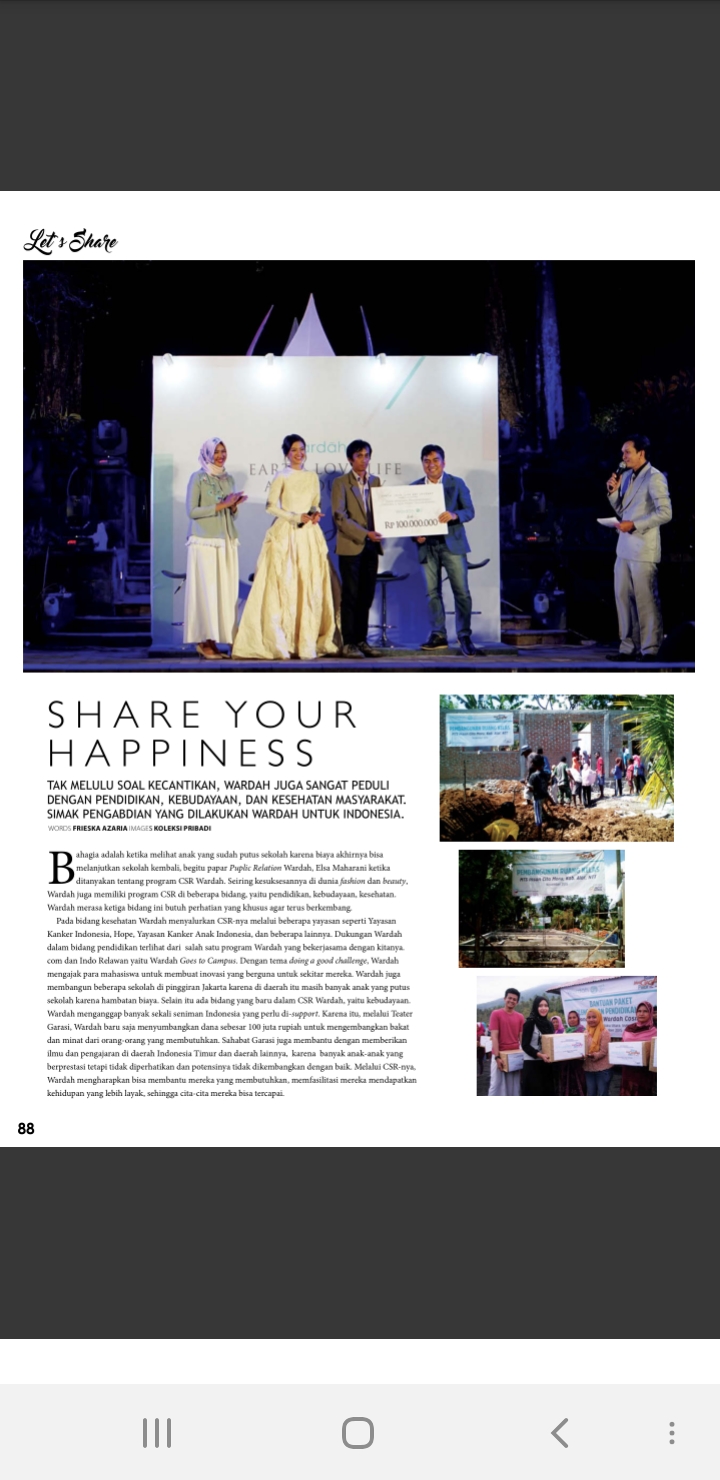 Let's Share
ardah
EARTH LOVE LIFE
Rp 100.000.000
SHARE YOUR
HAPPINESS
TAK MELULU SOAL KECANTIKAN, WARDAH JUGA SANGAT PEDULI
DENGAN PENDIDIKAN, KEBUDAYAAN, DAN KESEHATAN MASYARAKAT.
SIMAK PENGABDIAN YANG DILAKUKAN WARDAH UNTUK INDONESIA.
WORDS FRIESKA AZARIA IMAGES KOLEKSI PRIBADI
Bahagia adalah ketika melihat anak yang sudah putus sekolah karena biaya akhirnya bisa
melanjutkan sekolah kembali, begitu papar Puplic Relation Wardah, Elsa Maharani ketika
ditanyakan tentang program CSR Wardah. Seiring kesuksesannya di dunia fashion dan beauty,
Wardah juga memiliki program CSR di beberapa bidang, yaitu pendidikan, kebudayaan, kesehatan.
Wardah merasa ketiga bidang ini butuh perhatian yang khusus agar terus berkembang.
Pada bidang kesehatan Wardah menyalurkan CSR-nya melalui beberapa yayasan seperti Yayasan
Kanker Indonesia, Hope, Yayasan Kanker Anak Indonesia, dan beberapa lainnya. Dukungan Wardah
dalam bidang pendidikan terlihat dari salah satu program Wardah yang bekerjasama dengan kitanya.
com dan Indo Relawan yaitu Wardah Goes to Campus. Dengan tema doing a good challenge, Wardah
mengajak para mahasiswa untuk membuat inovasi yang berguna untuk sekitar mereka. Wardah juga
membangun beberapa sekolah di pinggiran Jakarta karena di daerah itu masih banyak anak yang putus
sekolah karena hambatan biaya. Selain itu ada bidang yang baru dalam CSR Wardah, yaitu kebudayaan.
Wardah menganggap banyak sekali seniman Indonesia yang perlu di-support. Karena itu, melalui Teater
Garasi, Wardah baru saja menyumbangkan dana sebesar 100 juta rupiah untuk mengembangkan bakat
dan minat dari orang-orang yang membutuhkan. Sahabat Garasi juga membantu dengan memberikan
ilmu dan pengajaran di daerah Indonesia Timur dan daerah lainnya, karena banyak anak-anak yang
berprestasi tetapi tidak diperhatikan dan potensinya tidak dikembangkan dengan baik. Melalui CSR-nya,
Wardah mengharapkan bisa membantu mereka yang membutuhkan, memfasilitasi mereka mendapatkan
kehidupan yang lebih layak, sehingga cita-cita mereka bisa tercapai.
PEMBANGUNAN RUANG KELAS
BANTUAN PAKET
PENDIDIKAN
Wardah
88